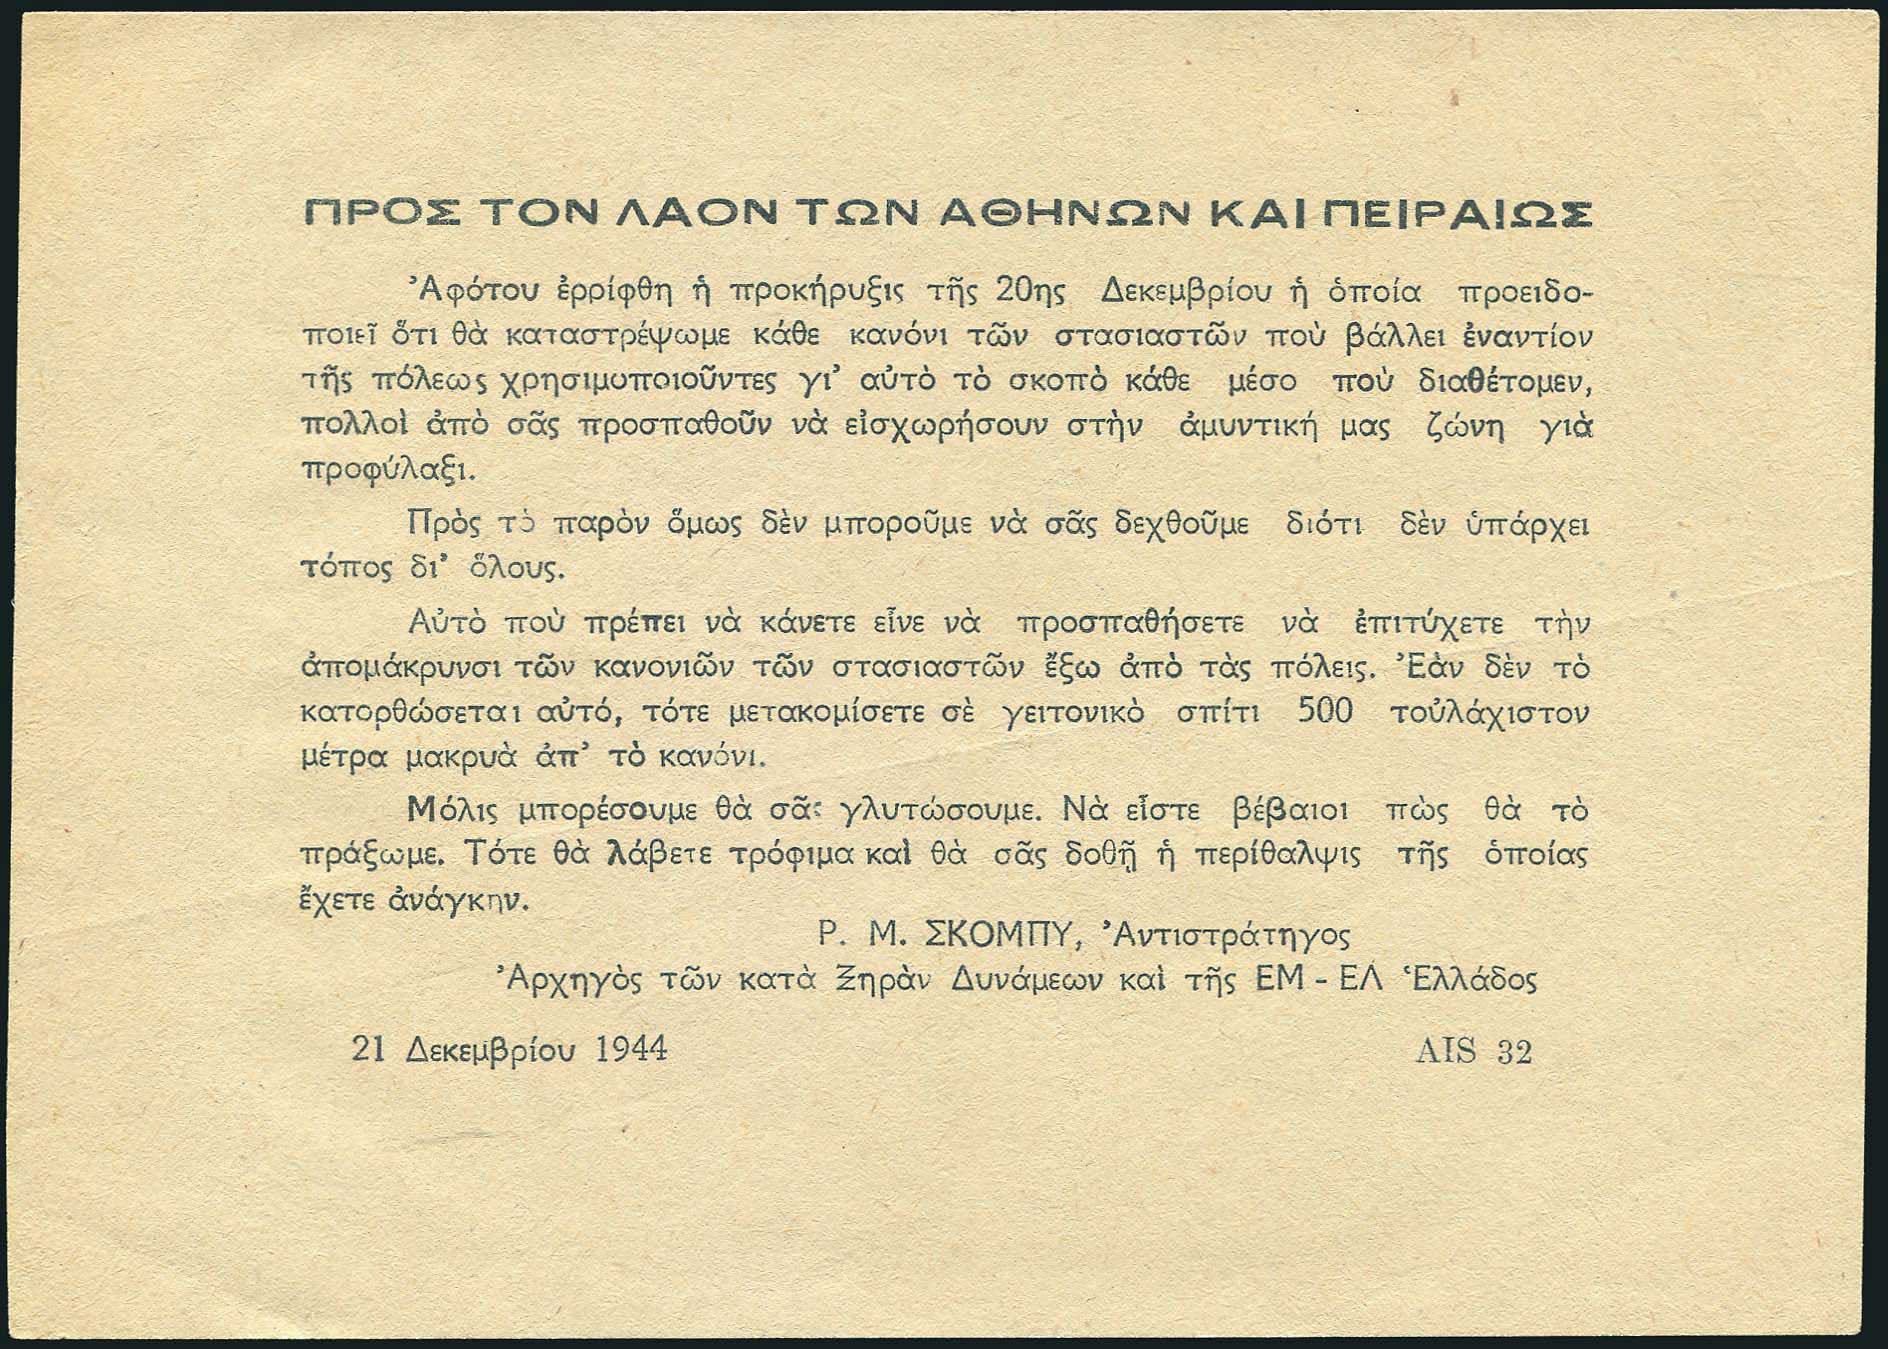 ΠΡΟΣ ΤΟΝ ΛΑΟΝ ΤΩΝ ΑΘΗΝΩΝ ΚΑΙ ΠΕΙΡΑΙΩΣ
Ἀφότου ἐρρίφθη ἡ προκήρυξις τῆς 20ης Δεκεμβρίου ἡ ὁποία προειδο-
ποιεῖ ὅτι θὰ καταστρέψωμε κάθε κανόνι τῶν στασιαστῶν ποὺ βάλλει ἐναντίον
τῆς πόλεως χρησιμοποιοῦντες γι’ αὐτὸ τὸ σκοπὸ κάθε μέσο ποὺ διαθέτομεν,
πολλοὶ ἀπὸ σᾶς προσπαθοῦν νὰ εἰσχωρήσουν στὴν ἀμυντική μας ζώνη γιὰ
προφύλαξι.
Πρὸς τὸ παρὸν ὅμως δὲν μποροῦμε νὰ σᾶς δεχθοῦμε διότι δὲν ὑπάρχει
τόπος δι’ ὅλους.
Αὐτὸ ποὺ πρέπει νὰ κάνετε εἶνε νὰ προσπαθήσετε νὰ ἐπιτύχετε τὴν
ἀπομάκρυνσι τῶν κανονιῶν τῶν στασιαστῶν ἔξω ἀπὸ τὰς πόλεις. Ἐὰν δὲν τὸ
κατορθώσεται αὐτό, τότε μετακομίσετε σὲ γειτονικὸ σπίτι 500 τοὐλάχιστον
μέτρα μακρυὰ ἀπ’ τὸ κανόνι.
Μόλις μπορέσουμε θὰ σᾶς γλυτώσουμε. Νὰ εἶστε βέβαιοι πὼς θὰ τὸ
πράξωμε. Τότε θὰ λάβετε τρόφιμα καὶ θὰ σᾶς δοθῇ ἡ περίθαλψις τῆς ὁποίας
ἔχετε ἀνάγκην.
Ρ. Μ. ΣΚΟΜΠΥ, Ἀντιστράτηγος
Ἀρχηγὸς τῶν κατὰ Ξηρὰν Δυνάμεων καὶ τῆς ΕΜ - ΕΛ Ἑλλάδος
21 Δεκεμβρίου 1944
AIS 32